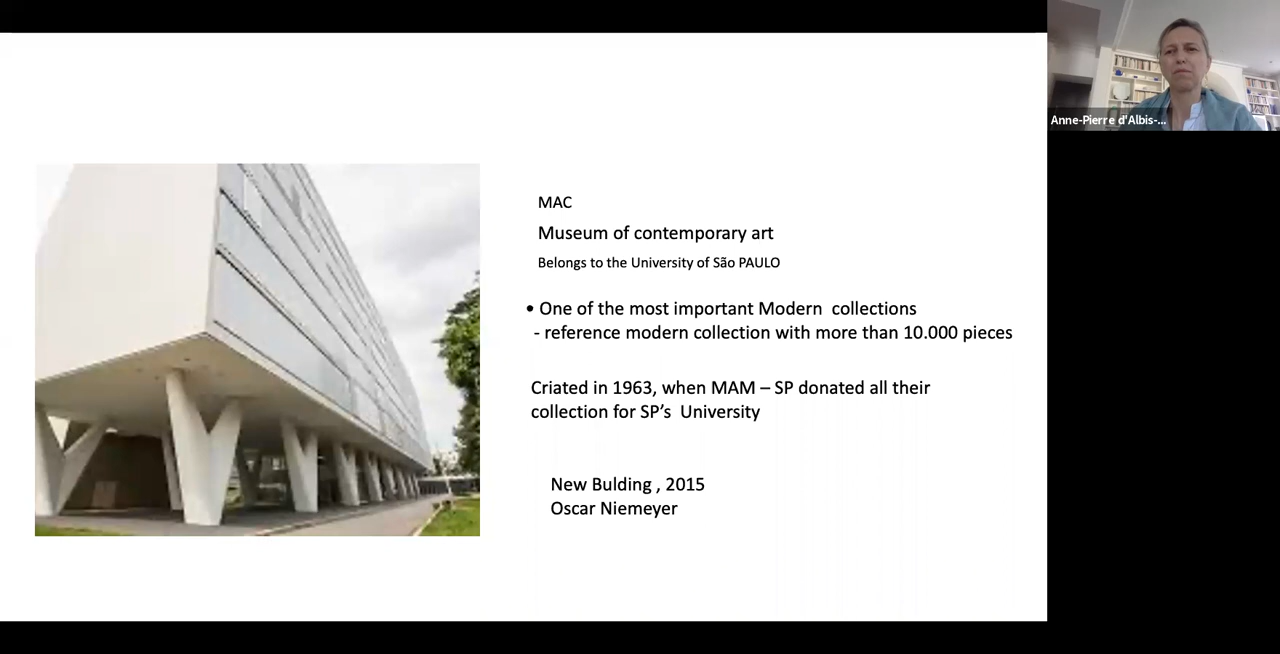 MAC
Museum of contemporary art
Belongs to the University of São PAULO
• One of the most important Modern  collections
- reference modern collection with more than 10.000 pieces
Criated in 1963, when MAM – SP donated all their
collection for SP’s  University
New Bulding , 2015
Oscar Niemeyer
Anne-Pierre d'Albis-...